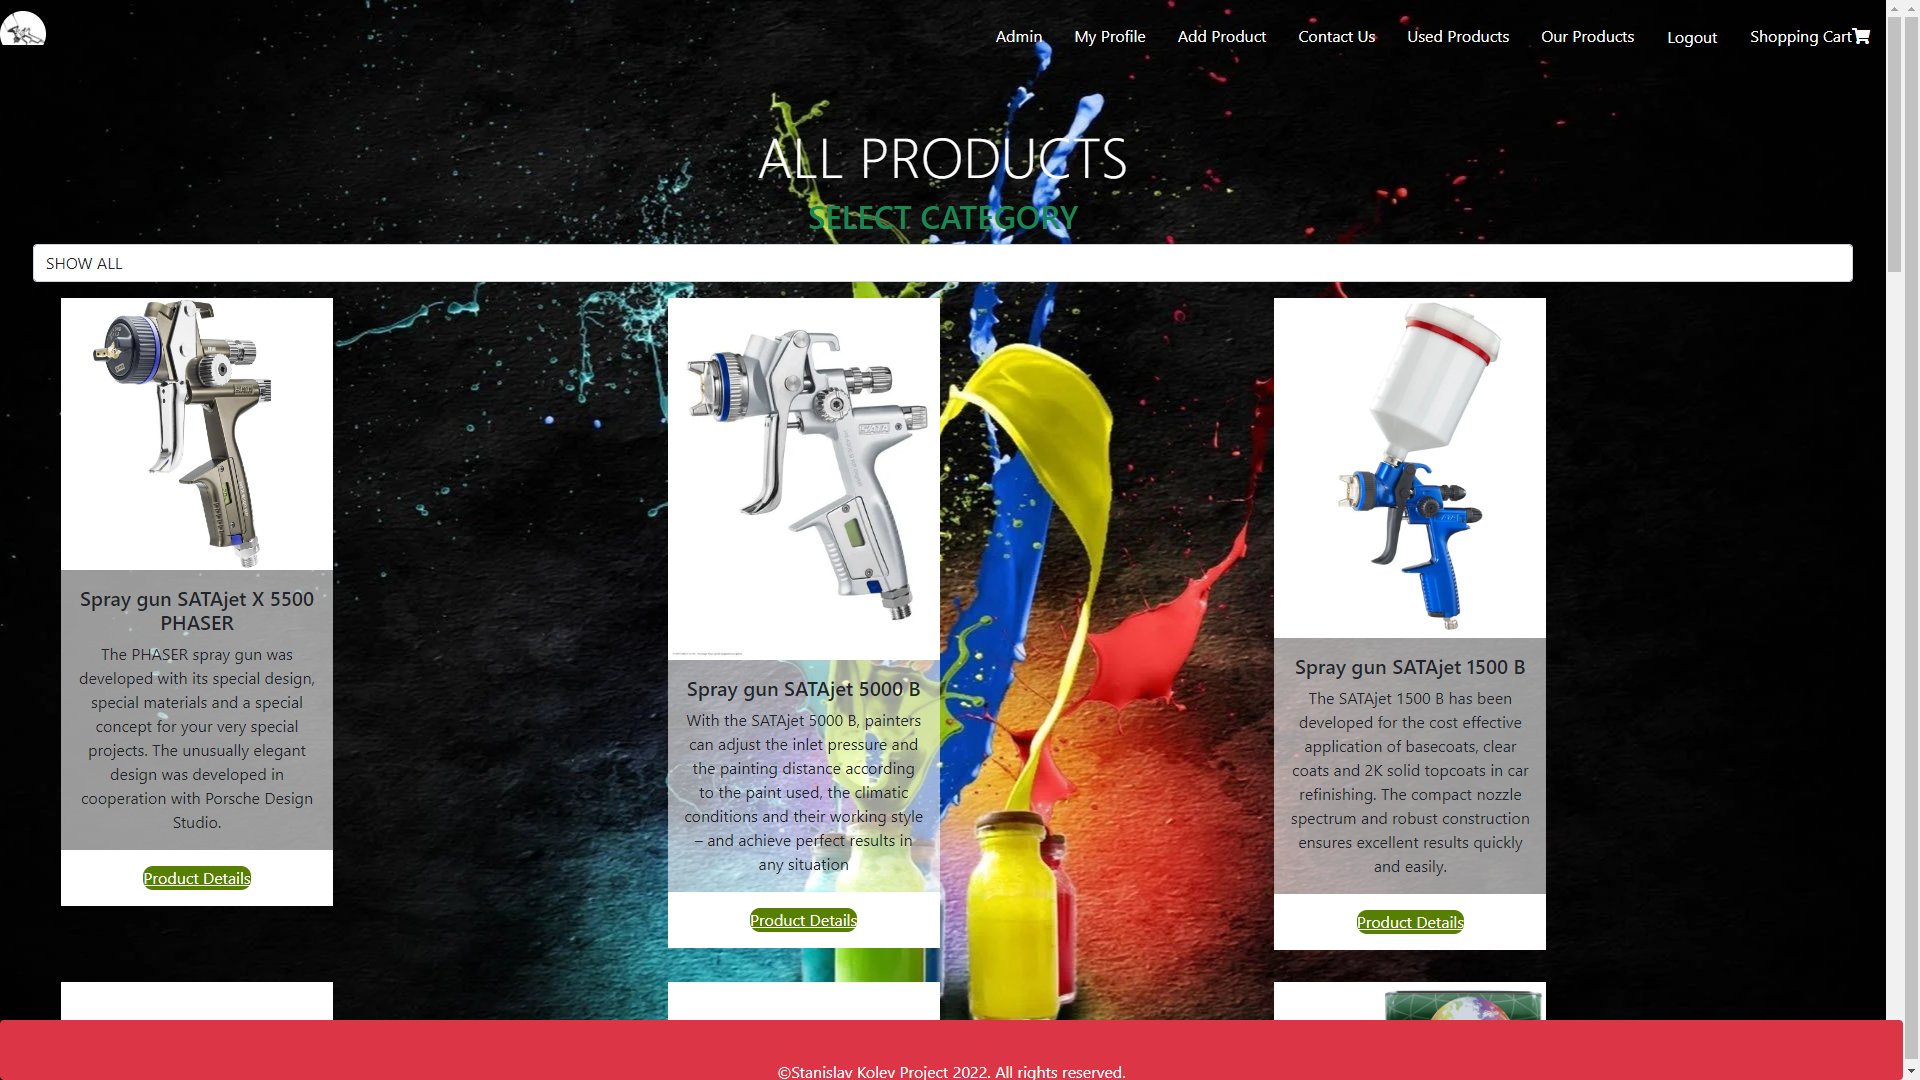 Admin My Profile Add Product Contact Us Used Products Our Products Logout Shopping Cart
ALL PRODUCTS
SELECT CATEGORY
SHOW ALL
Spray gun SATAjet X 5500
PHASER
The PHASER spray gun was
developed with its special design,
special materials and a special
concept for your very special
projects. The unusually elegant
design was developed in
cooperation with Porsche Design
Studio.
Product Details
SATA
Spray gun SATAjet 5000 B
With the SATAjet 5000 B, painters
can adjust the inlet pressure and
the painting distance according
to the paint used, the climatic
conditions and their working style
– and achieve perfect results in
any situation
Product Details
Spray gun SATAjet 1500 B
The SATAjet 1500 B has been
developed for the cost effective
application of basecoats, clear
coats and 2K solid topcoats in car
refinishing. The compact nozzle
spectrum and robust construction
ensures excellent results quickly
and easily.
Product Details
©Stanislav Kolev Project 2022. All rights reserved.